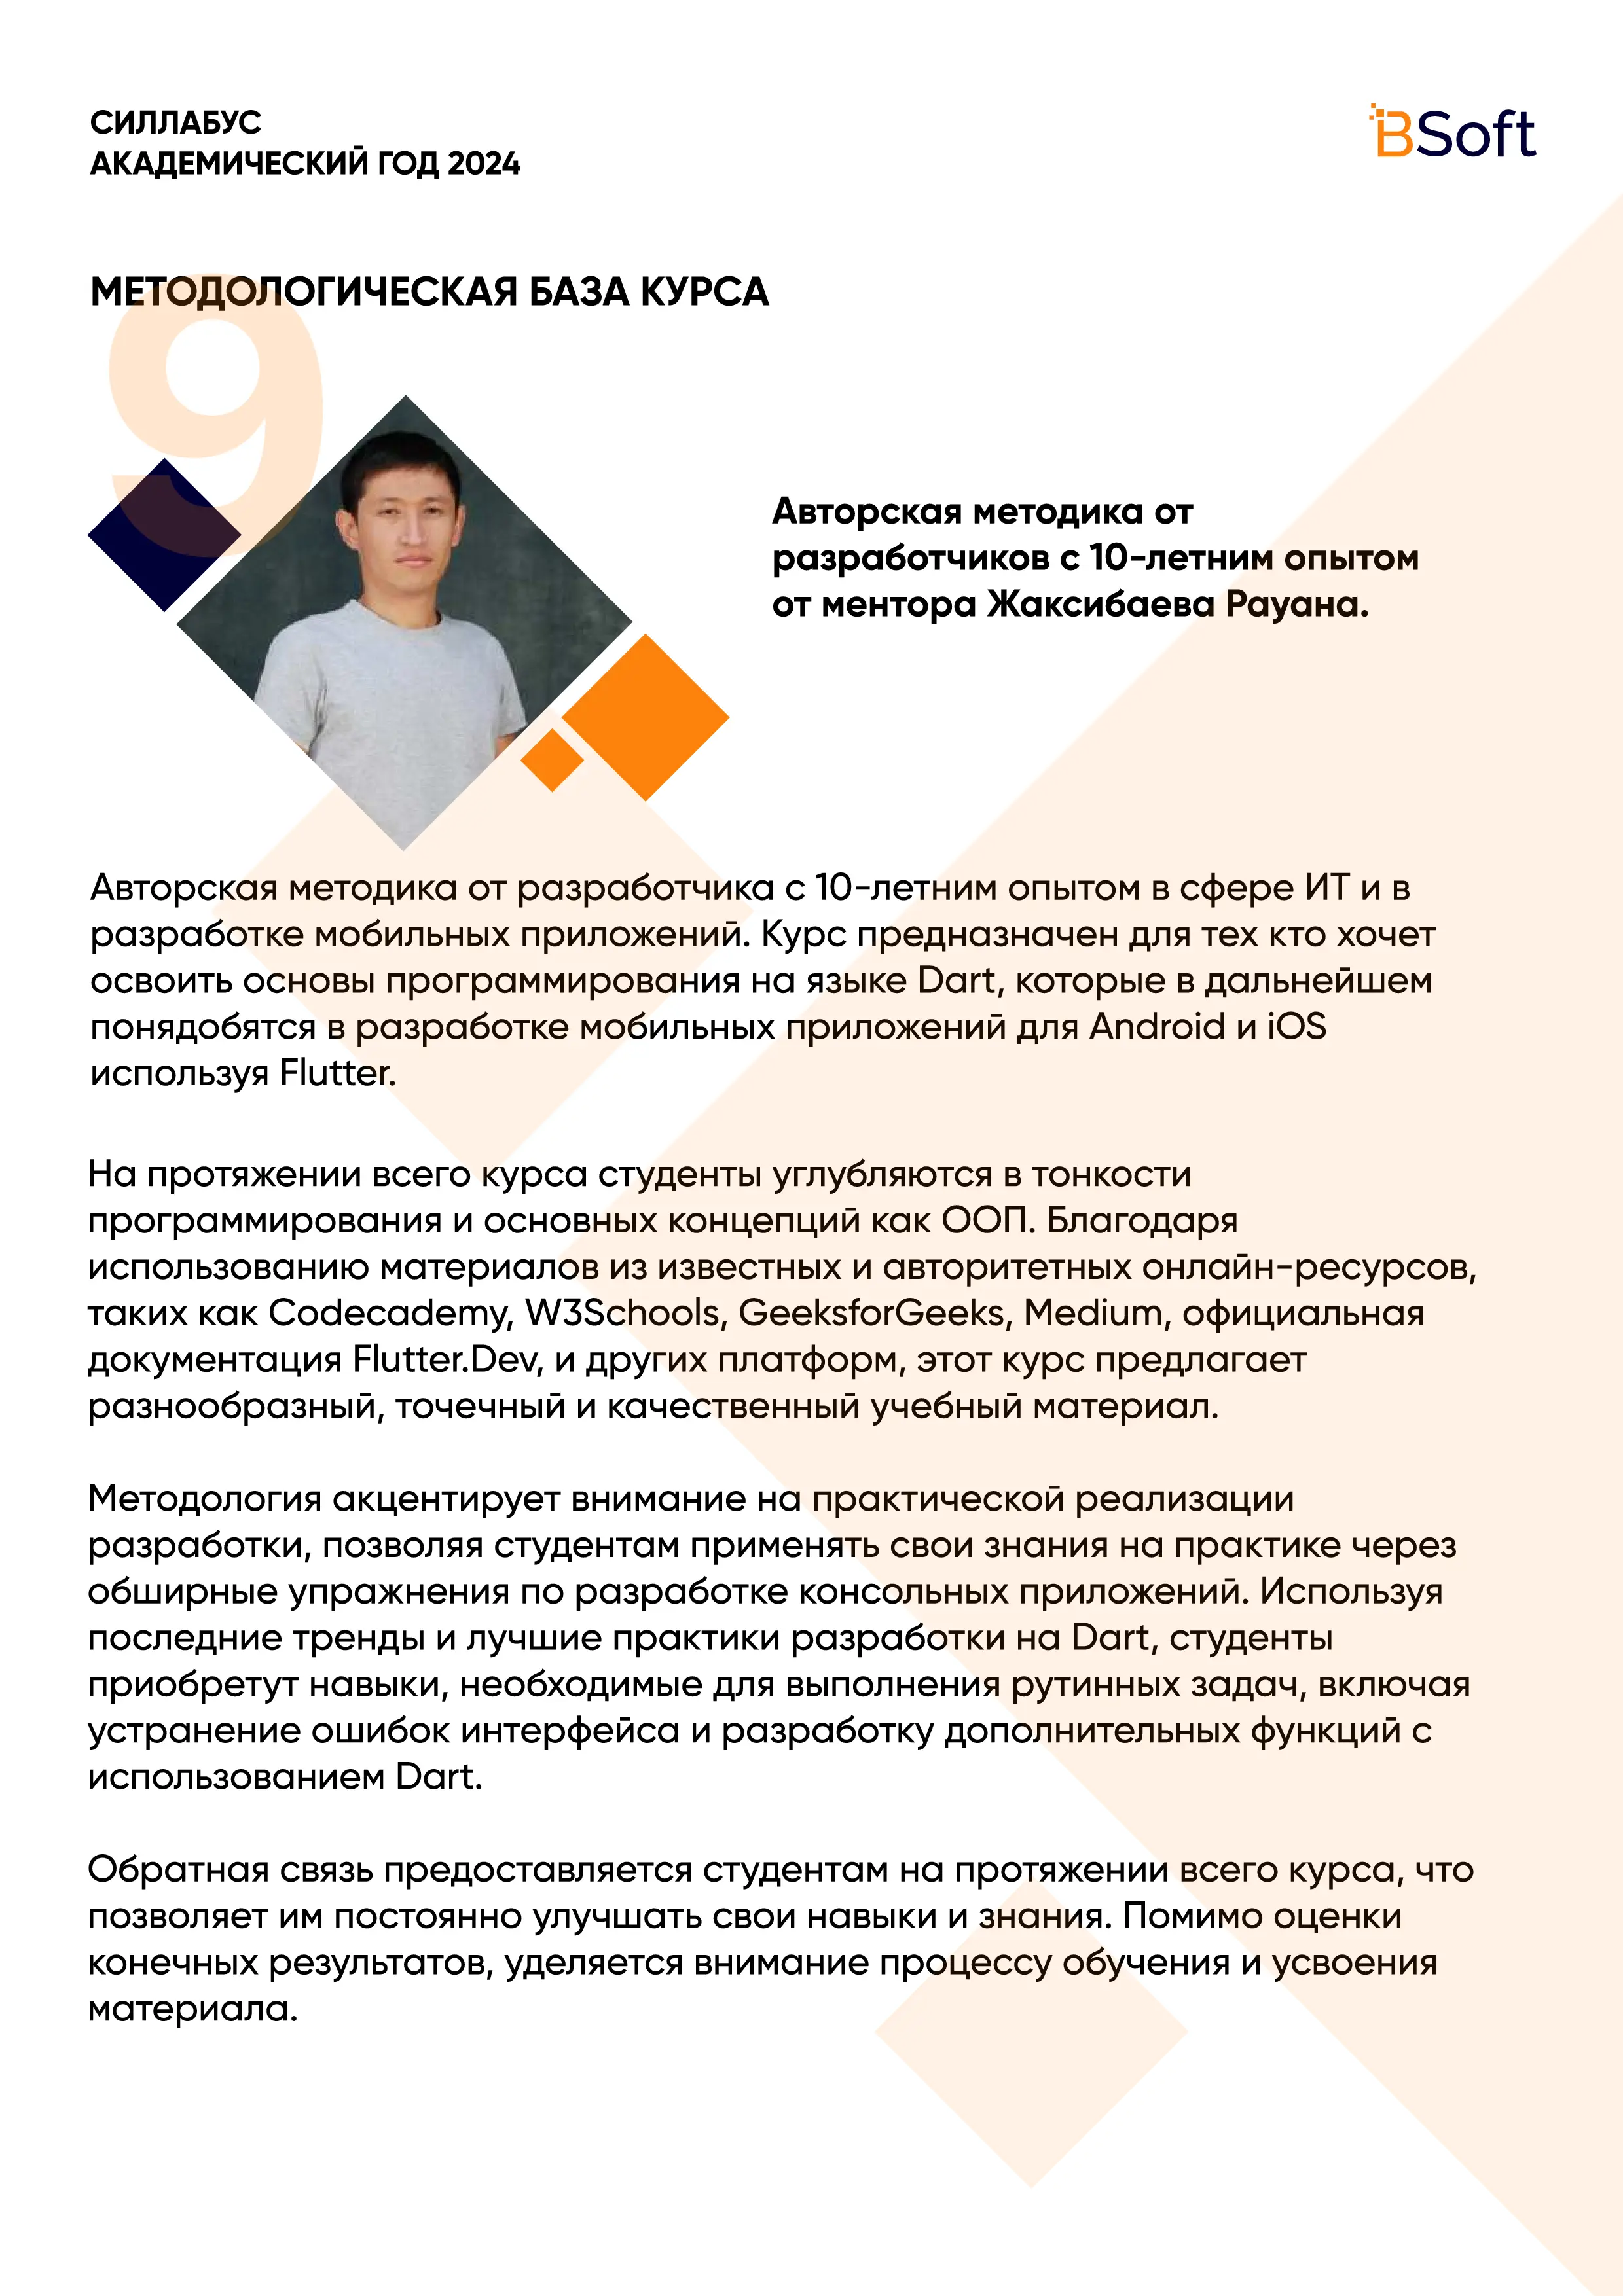 СИЛЛАБУС
АКАДЕМИЧЕСКИЙ ГОД 2024
BSoft
МЕТОДОЛОГИЧЕСКАЯ БАЗА КУРСА
9
Авторская методика от
разработчиков с 10-летним опытом
от ментора Жаксибаева Рауана.
Авторская методика от разработчика с 10-летним опытом в сфере ИТ и в
разработке мобильных приложений. Курс предназначен для тех кто хочет
освоить основы программирования на языке Dart, которые в дальнейшем
понядобятся в разработке мобильных приложений для Android и iOS
используя Flutter.
На протяжении всего курса студенты углубляются в тонкости
программирования и основных концепций как ООП. Благодаря
использованию материалов из известных и авторитетных онлайн-ресурсов,
таких как Codecademy, W3Schools, GeeksforGeeks, Medium, официальная
документация Flutter.Dev, и других платформ, этот курс предлагает
разнообразный, точечный и качественный учебный материал.
Методология акцентирует внимание на практической реализации
разработки, позволяя студентам применять свои знания на практике через
обширные упражнения по разработке консольных приложений. Используя
последние тренды и лучшие практики разработки на Dart, студенты
приобретут навыки, необходимые для выполнения рутинных задач, включая
устранение ошибок интерфейса и разработку дополнительных функций с
использованием Dart.
Обратная связь предоставляется студентам на протяжении всего курса, что
позволяет им постоянно улучшать свои навыки и знания. Помимо оценки
конечных результатов, уделяется внимание процессу обучения и усвоения
материала.